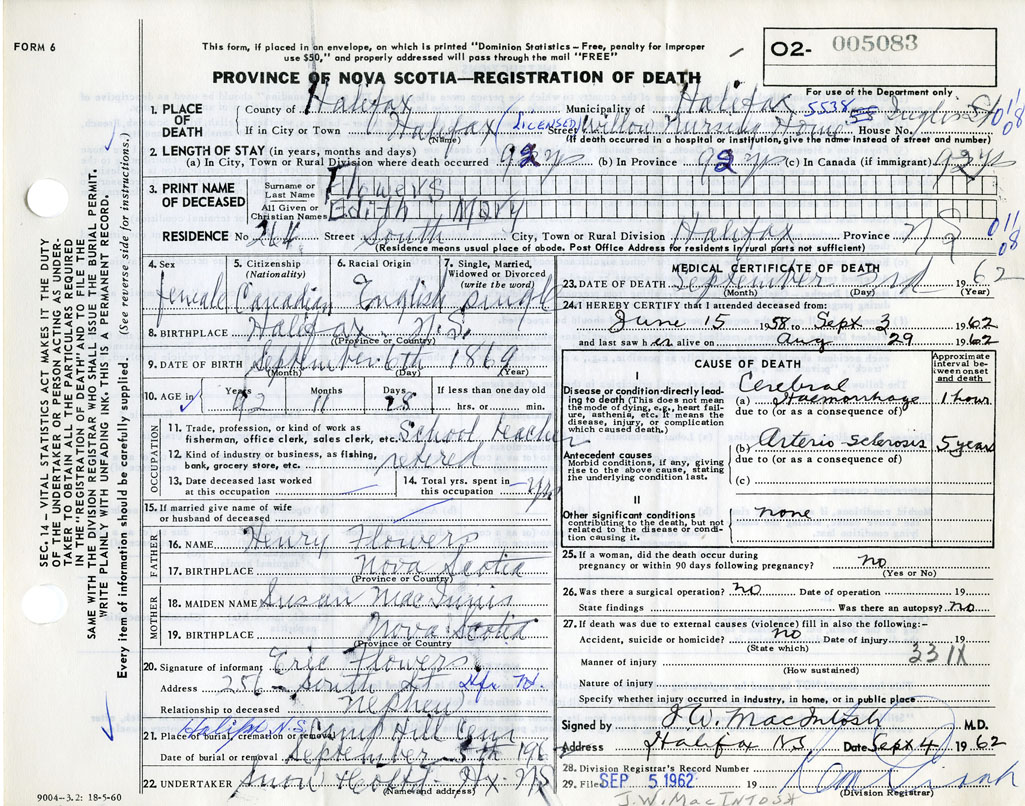 FORM 6
This form, if placed in an envelope, on which is printed "Dominion Statistics – Free, penalty for improper
use $50," and properly addressed will pass through the mail "FREE"
O2- 005083
PROVINCE OF NOVA SCOTIA—REGISTRATION OF DEATH
For use of the Department only
1. PLACE OF DEATH
County of Halifax Municipality of Halifax
5538
If in City or Town Halifax (LICENSED) Street Willow Nursing Home House No.
(Name) (If death occurred in a hospital or institution, give the name instead of street and number)
2. LENGTH OF STAY (in years, months and days)
(a) In City, Town or Rural Division where death occurred 92 yrs (b) In Province 92 yrs (c) In Canada (if immigrant) 92 yrs
3. PRINT NAME OF DECEASED
Surname or Last Name Flowers
All Given or Christian Names Edith Mary
RESIDENCE No 264 Street South City, Town or Rural Division Halifax Province NS
(Residence means usual place of abode. Post Office Address for residents in rural parts not sufficient)
01/08
4. Sex female
5. Citizenship (Nationality) Canadian
6. Racial Origin English
7. Single, Married, Widowed or Divorced (write the word) single
8. BIRTHPLACE Halifax N.S.
(Province or Country)
9. DATE OF BIRTH September 6th 1869
(Month) (Day) (Year)
10. AGE in Years 92 Months 11 Days 28 If less than one day old
hrs. or min.
OCCUPATION
11. Trade, profession, or kind of work as
fisherman, office clerk, sales clerk, etc. School teacher
12. Kind of industry or business, as fishing,
bank, grocery store, etc. retired
13. Date deceased last worked
at this occupation
14. Total yrs. spent in
this occupation yrs
15. If married give name of wife
or husband of deceased
FATHER
16. NAME Henry Flowers
17. BIRTHPLACE Nova Scotia
(Province or Country)
MOTHER
18. MAIDEN NAME Susan MacInnis
19. BIRTHPLACE Nova Scotia
(Province or Country)
20. Signature of informant Eric Flowers
Address 256 South St
Relationship to deceased Nephew
Halifax N.S.
21. Place of burial, cremation or removal Camp Hill Cem
Date of burial or removal September 5th 1962
22. UNDERTAKER Snow Hx NS
(Name and address)
MEDICAL CERTIFICATE OF DEATH
23. DATE OF DEATH September 3rd 1962
(Month) (Day) (Year)
24. I HEREBY CERTIFY that I attended deceased from:
June 15 1958 to Sept 3 1962
and last saw her alive on Aug 29 1962
CAUSE OF DEATH
Approximate interval between onset and death
I
Disease or condition directly leading to death (This does not mean
the mode of dying, e.g., heart failure, asthenia, etc. It means the
disease, injury, or complication
which caused death.)
(a) Cerebral Haemorrhage 1 hour
due to (or as a consequence of)
Antecedent causes
Morbid conditions, if any, giving
rise to the above cause, stating
the underlying condition last.
(b) Arterio sclerosis 5 years
due to (or as a consequence of)
(c)
II
Other significant conditions
contributing to the death, but not
related to the disease or condition causing it.
none
25. If a woman, did the death occur during
pregnancy or within 90 days following pregnancy? no
(Yes or No)
26. Was there a surgical operation? no Date of operation 19
State findings Was there an autopsy? no
27. If death was due to external causes (violence) fill in also the following:-
Accident, suicide or homicide? no Date of injury 19
(State which)
331X
Manner of injury
(How sustained)
Nature of injury
Specify whether injury occurred in industry, in home, or in public place
Signed by J.W. MacIntosh M.D.
Address Halifax N.S. Date Sept 4 1962
28. Division Registrar's Record Number
29. Filed SEP 5 1962
(Division Registrar)
J.W. MACINTOSH
9004-3.2: 18-5-60
SEC. 14 – VITAL STATISTICS ACT MAKES IT THE DUTY
OF THE UNDERTAKER OR PERSON ACTING AS UNDERTAKER TO OBTAIN ALL THE PARTICULARS REQUIRED
IN THE "REGISTRATION OF DEATH" AND TO FILE THE
SAME WITH THE DIVISION REGISTRAR WHO SHALL ISSUE THE BURIAL PERMIT.
WRITE PLAINLY WITH UNFADING INK. THIS IS A PERMANENT RECORD.
Every item of information should be carefully supplied. (See reverse side for instructions.)